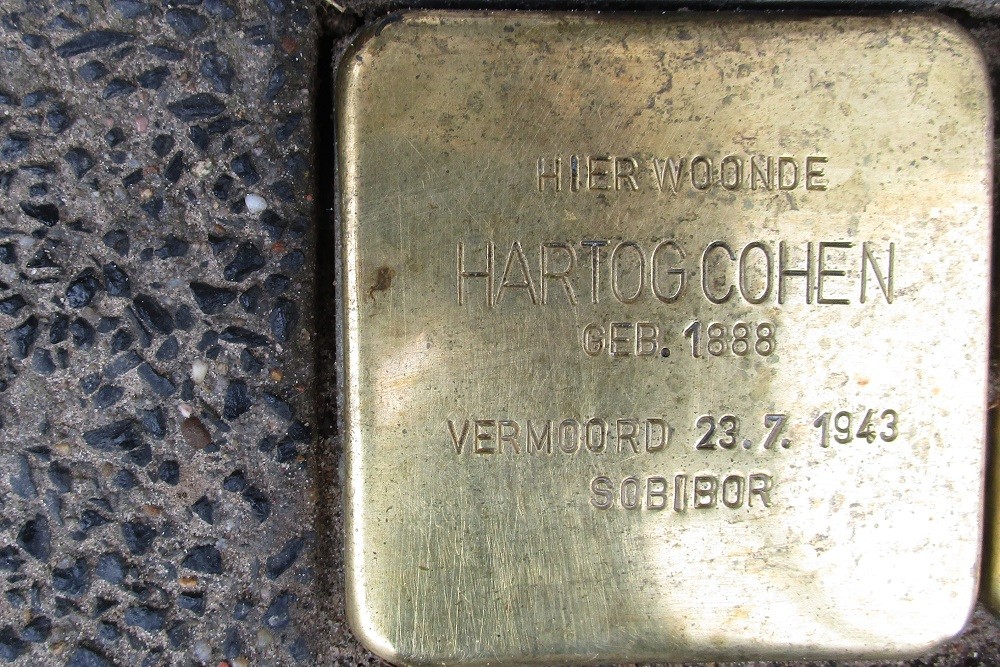 HIER WOONDE
HARTOG COHEN
GEB. 1888
VERMOORD 23.7. 1943
SOBIBOR